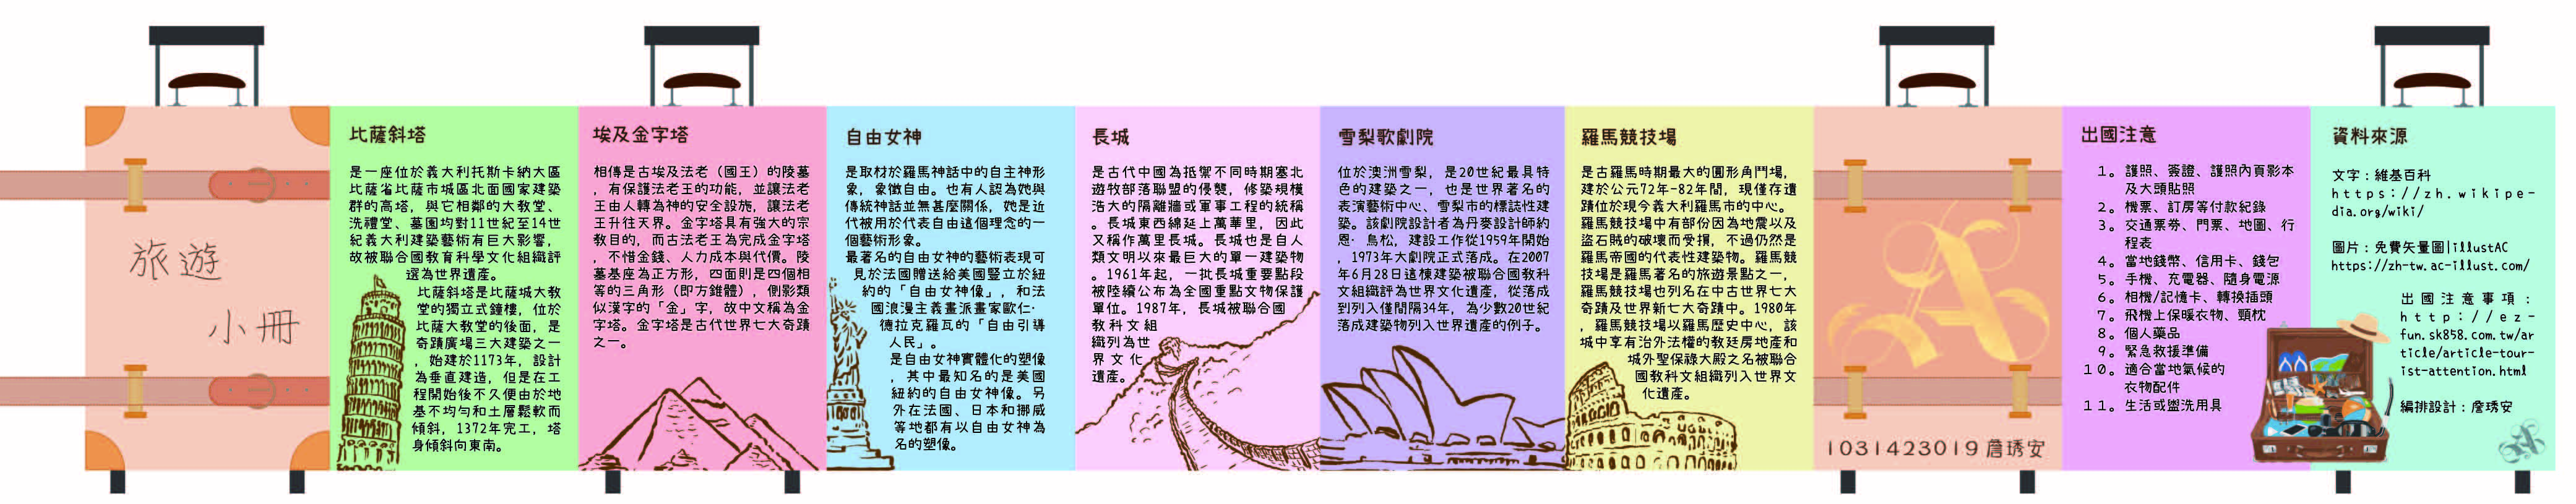 旅遊
小冊
比薩斜塔
是一座位於義大利托斯卡納大區
比薩省比薩市城區北面國家建築
群的高塔，與它相鄰的大教堂、
洗禮堂、墓園均對11世紀至14世
紀義大利建築藝術有巨大影響，
故被聯合國教育科學文化組織評
選為世界遺產。
比薩斜塔是比薩城大教
堂的獨立式鐘樓，位於
比薩大教堂的後面，是
奇蹟廣場三大建築之一
，始建於1173年，設計
為垂直建造，但是在工
程開始後不久便由於地
基不均勻和土層鬆軟而
傾斜，1372年完工，塔
身傾斜向東南。
埃及金字塔
相傳是古埃及法老（國王）的陵墓
，有保護法老王的功能，並讓法老
王由人轉為神的安全設施，讓法老
王升往天界。金字塔具有強大的宗
教目的，而古法老王為完成金字塔
，不惜金錢、人力成本與代價。陵
墓基座為正方形，四面則是四個相
等的三角形（即方錐體），側影類
似漢字的「金」字，故中文稱為金
字塔。金字塔是古代世界七大奇蹟
之一。
自由女神
是取材於羅馬神話中的自主神形
象，象徵自由。也有人認為她與
傳統神話並無甚麼關係，她是近
代被用於代表自由這個理念的一
個藝術形象。
最著名的自由女神的藝術表現可
見於法國贈送給美國豎立於紐
約的「自由女神像」，和法
國浪漫主義畫派畫家歐仁·
德拉克羅瓦的「自由引導
人民」。
是自由女神實體化的塑像
，其中最知名的是美國
紐約的自由女神像。另
外在法國、日本和挪威
等地都有以自由女神為
名的塑像。
長城
是古代中國為抵禦不同時期塞北
遊牧部落聯盟的侵襲，修築規模
浩大的隔離牆或軍事工程的統稱
。長城東西綿延上萬華里，因此
又稱作萬里長城。長城也是自人
類文明以來最巨大的單一建築物
。1961年起，一批長城重要點段
被陸續公布為全國重點文物保護
單位。1987年，長城被聯合國
教科文組
織列為世
界文化
遺產。
雪梨歌劇院
位於澳洲雪梨，是20世紀最具特
色的建築之一，也是世界著名的
表演藝術中心、雪梨市的標誌性建
築。該劇院設計者為丹麥設計師約
恩·烏松，建設工作從1959年開始
，1973年大劇院正式落成。在2007
年6月28日這棟建築被聯合國教科
文組織評為世界文化遺產，從落成
到列入僅間隔34年，為少數20世紀
落成建築物列入世界遺產的例子。
羅馬競技場
是古羅馬時期最大的圓形角鬥場，
建於公元72年-82年間，現僅存遺
蹟位於現今義大利羅馬市的中心。
羅馬競技場中有部份因為地震以及
盜石賊的破壞而受損，不過仍然是
羅馬帝國的代表性建築物。羅馬競
技場是羅馬著名的旅遊景點之一，
羅馬競技場也列名在中古世界七大
奇蹟及世界新七大奇蹟中。1980年
，羅馬競技場以羅馬歷史中心，該
城中享有治外法權的教廷房地產和
城外聖保祿大殿之名被聯合
國教科文組織列入世界文
化遺產。
1031423019 詹琇安
出國注意
1。護照、簽證、護照內頁影本
及大頭貼照
2。機票、訂房等付款紀錄
3。交通票券、門票、地圖、行
程表
4。當地錢幣、信用卡、錢包
5。手機、充電器、隨身電源
6。相機/記憶卡、轉換插頭
7。飛機上保暖衣物、頸枕
8。個人藥品
9。緊急救援準備
10。適合當地氣候的
衣物配件
11。生活或盥洗用具
資料來源
文字：維基百科
https://zh.wikipe-
dia.org/wiki/
圖片：免費矢量圖|illustAC
https://zh-tw.ac-illust.com/
出國注意事項：
http://ez-
fun.sk858.com.tw/ar
ticle/article-tour-
ist-attention.html
編排設計：詹琇安